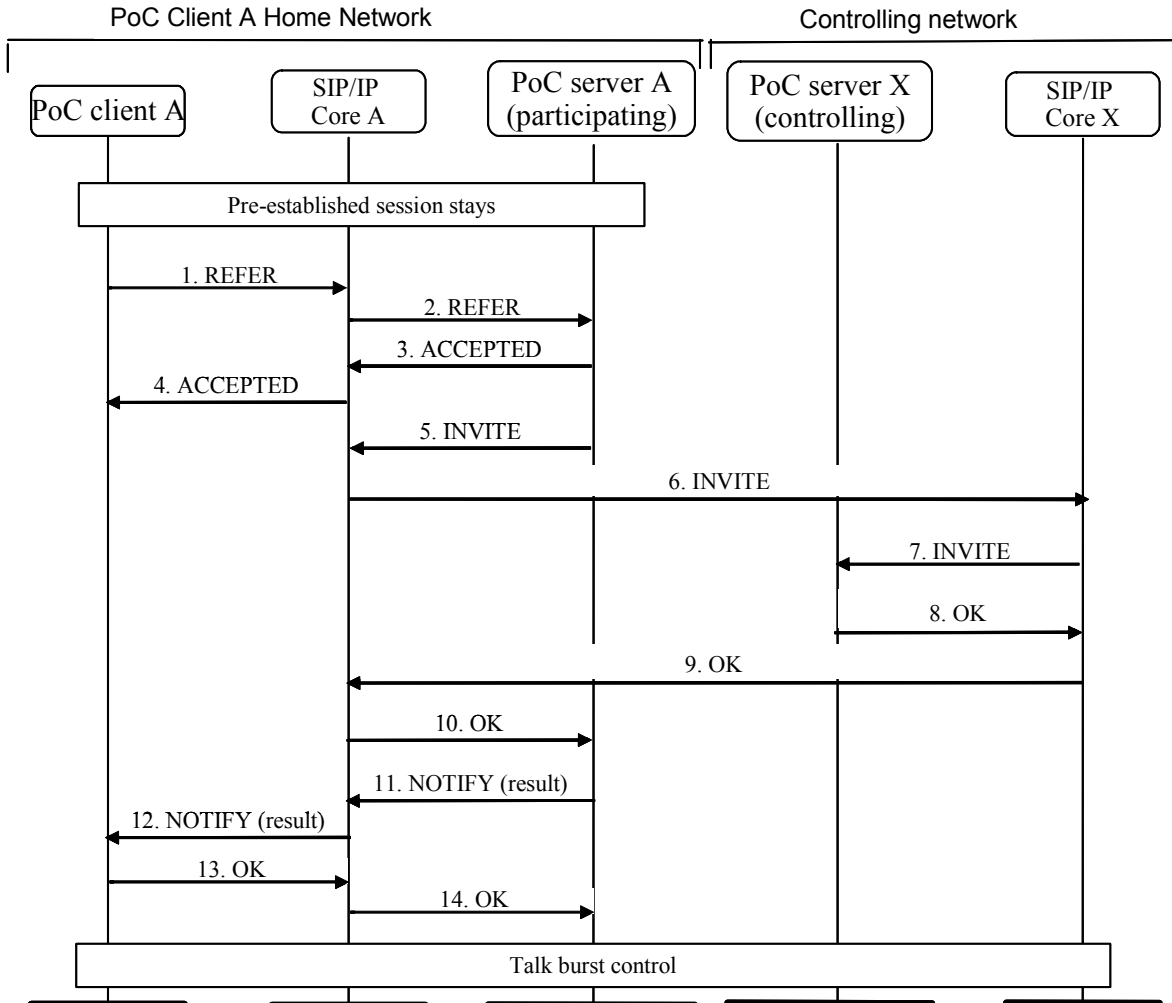 PoC Client A Home Network
Controlling network
PoC client A
SIP/IP
Core A
PoC server A
(participating)
PoC server X
(controlling)
SIP/IP
Core X
Pre-established session stays
1. REFER
2. REFER
3. ACCEPTED
4. ACCEPTED
5. INVITE
6. INVITE
7. INVITE
8. OK
9. OK
10. OK
11. NOTIFY (result)
12. NOTIFY (result)
13. OK
14. OK
Talk burst control